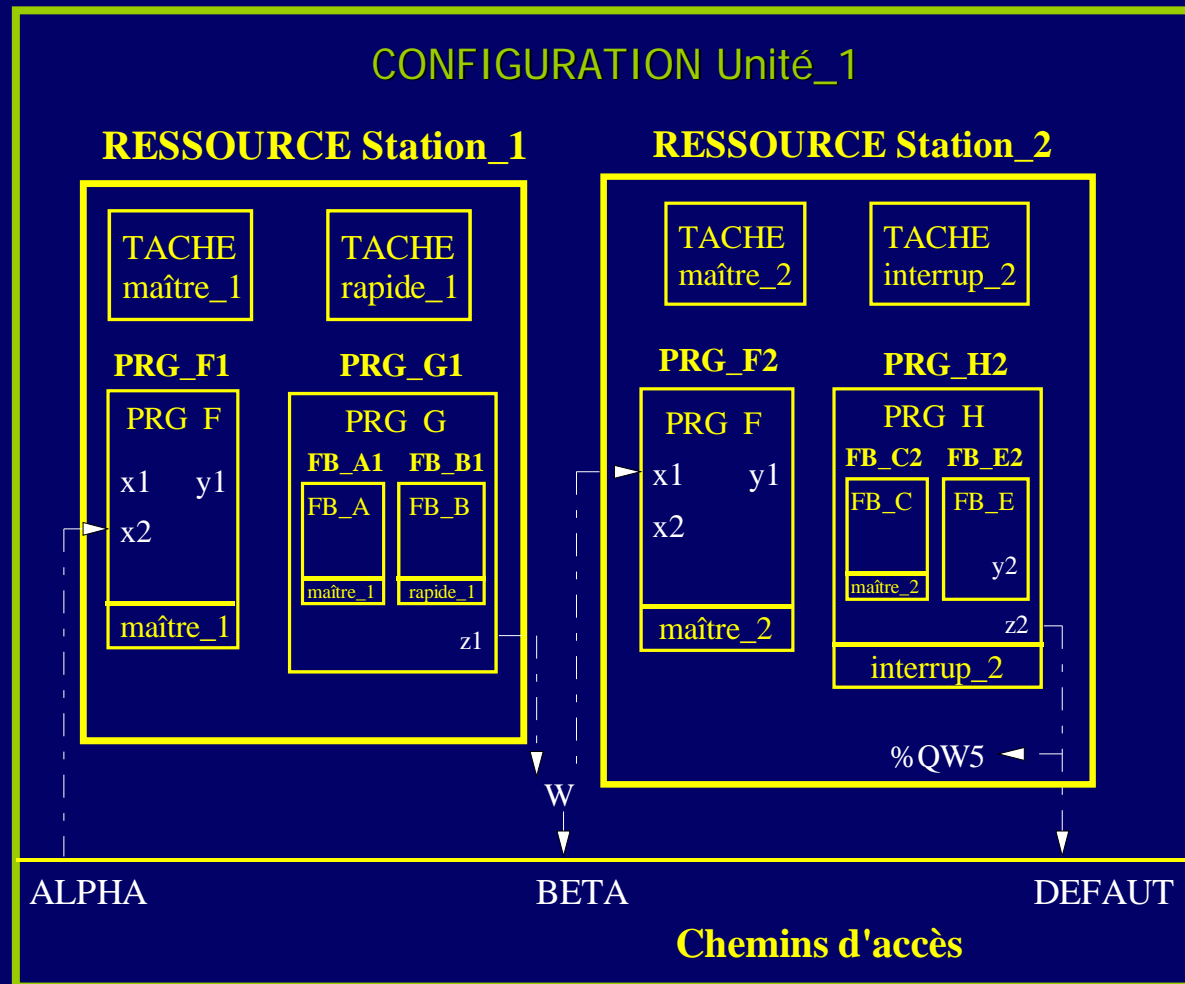 CONFIGURATION Unité_1
RESSOURCE Station_1
TACHE
maître_1
TACHE
rapide_1
PRG_F1
PRG F
x1 y1
x2
maître_1
PRG_G1
PRG G
FB_A1 FB_B1
FB_A
maître_1
FB_B
rapide_1
z1
W
RESSOURCE Station_2
TACHE
maître_2
TACHE
interrup_2
PRG_F2
PRG F
x1 y1
x2
maître_2
PRG_H2
PRG H
FB_C2 FB_E2
FB_C
maître_2
FB_E
y2
z2
interrup_2
%QW5
ALPHA BETA DEFAUT
Chemins d'accès